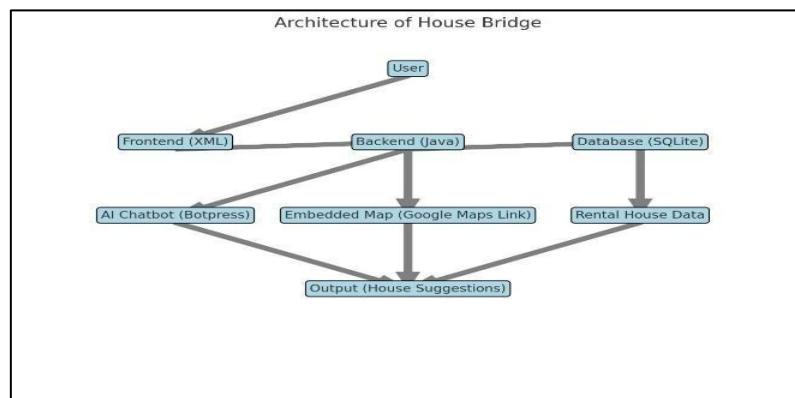 Architecture of House Bridge
User
Frontend (XML)
Backend (Java)
Database (SQLite)
AI Chatbot (Botpress)
Embedded Map (Google Maps Link)
Rental House Data
Output (House Suggestions)